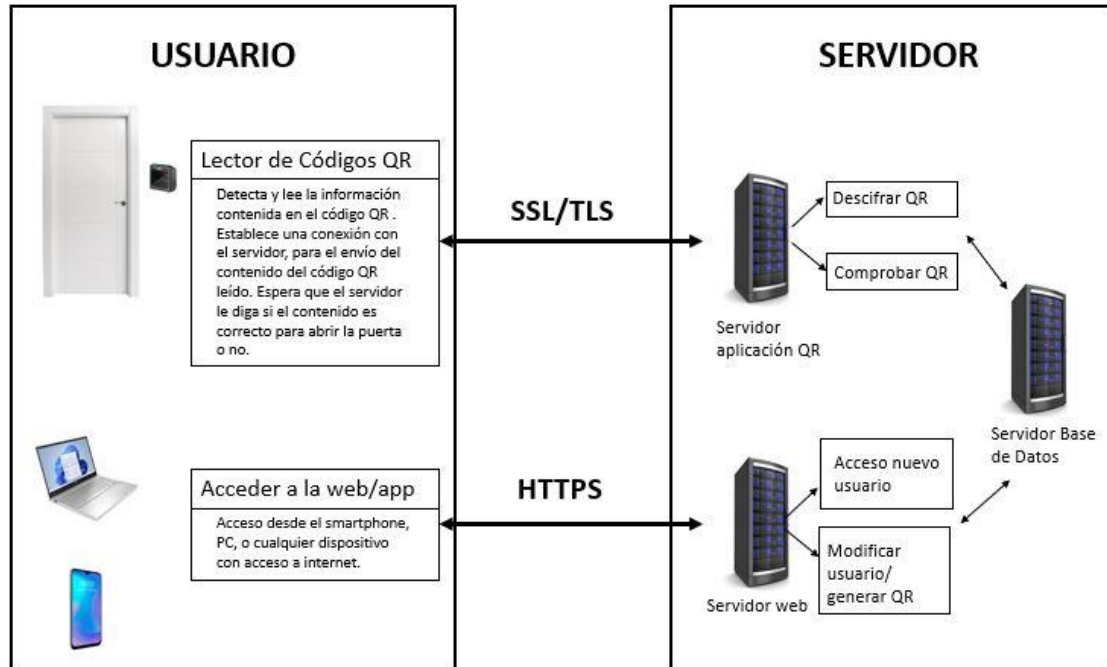 USUARIO
Lector de Códigos QR
Detecta y lee la información
contenida en el código QR .
Establece una conexión con
el servidor, para el envío del
contenido del código QR
leído. Espera que el servidor
le diga si el contenido es
correcto para abrir la puerta
o no.
Acceder a la web/app
Acceso desde el smartphone,
PC, o cualquier dispositivo
con acceso a internet.
SSL/TLS
HTTPS
SERVIDOR
Descifrar QR
Comprobar QR
Servidor
aplicación QR
Servidor Base
de Datos
Acceso nuevo
usuario
Modificar
usuario/
generar QR
Servidor web